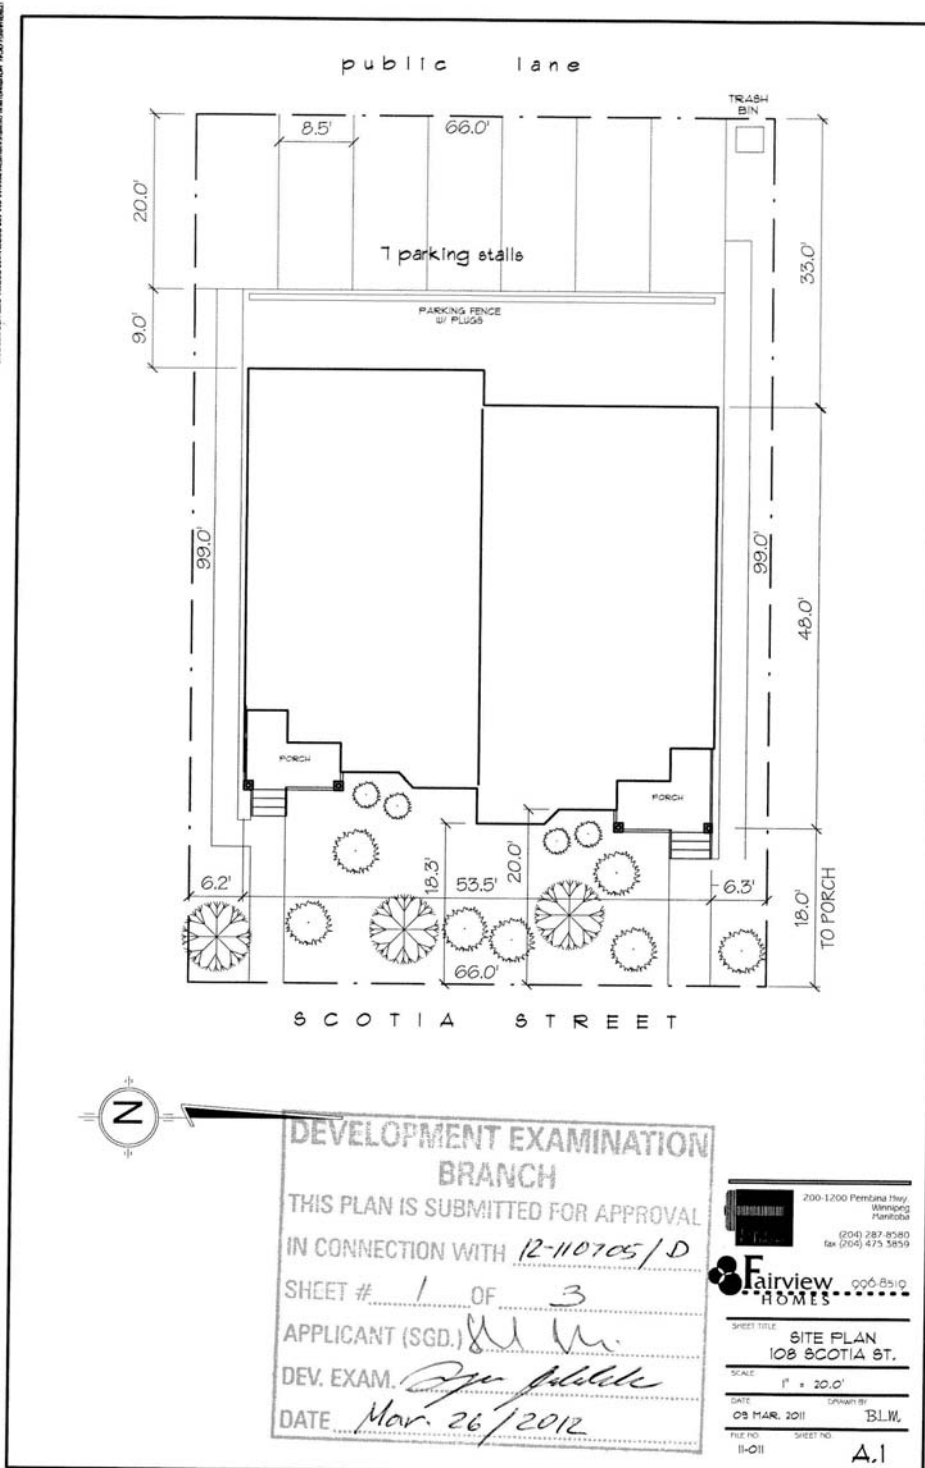 public lane
TRASH
BIN
8.5'
66.0'
20.0'
7 parking stalls
33.0'
PARKING FENCE
W/ PLUGS
9.0'
99.0'
99.0'
48.0'
PORCH
PORCH
18.3'
20.0'
6.2'
53.5'
6.3'
18.0'
TO PORCH
66.0'
SCOTIA STREET
N
DEVELOPMENT EXAMINATION
BRANCH
THIS PLAN IS SUBMITTED FOR APPROVAL
IN CONNECTION WITH 12-110705/D
SHEET # 1 OF 3
APPLICANT (SGD.)
DEV. EXAM.
DATE Mar. 26/2012
200-1200 Pembina Hwy.
Winnipeg
Manitoba
(204) 287-8580
fax (204) 475 3859
Fairview
HOMES
SHEET TITLE
SITE PLAN
108 SCOTIA ST.
SCALE
1" = 20.0'
DATE DRAWN BY
09 MAR. 2011 B.L.M.
FILE NO. SHEET NO.
11-011 A.1